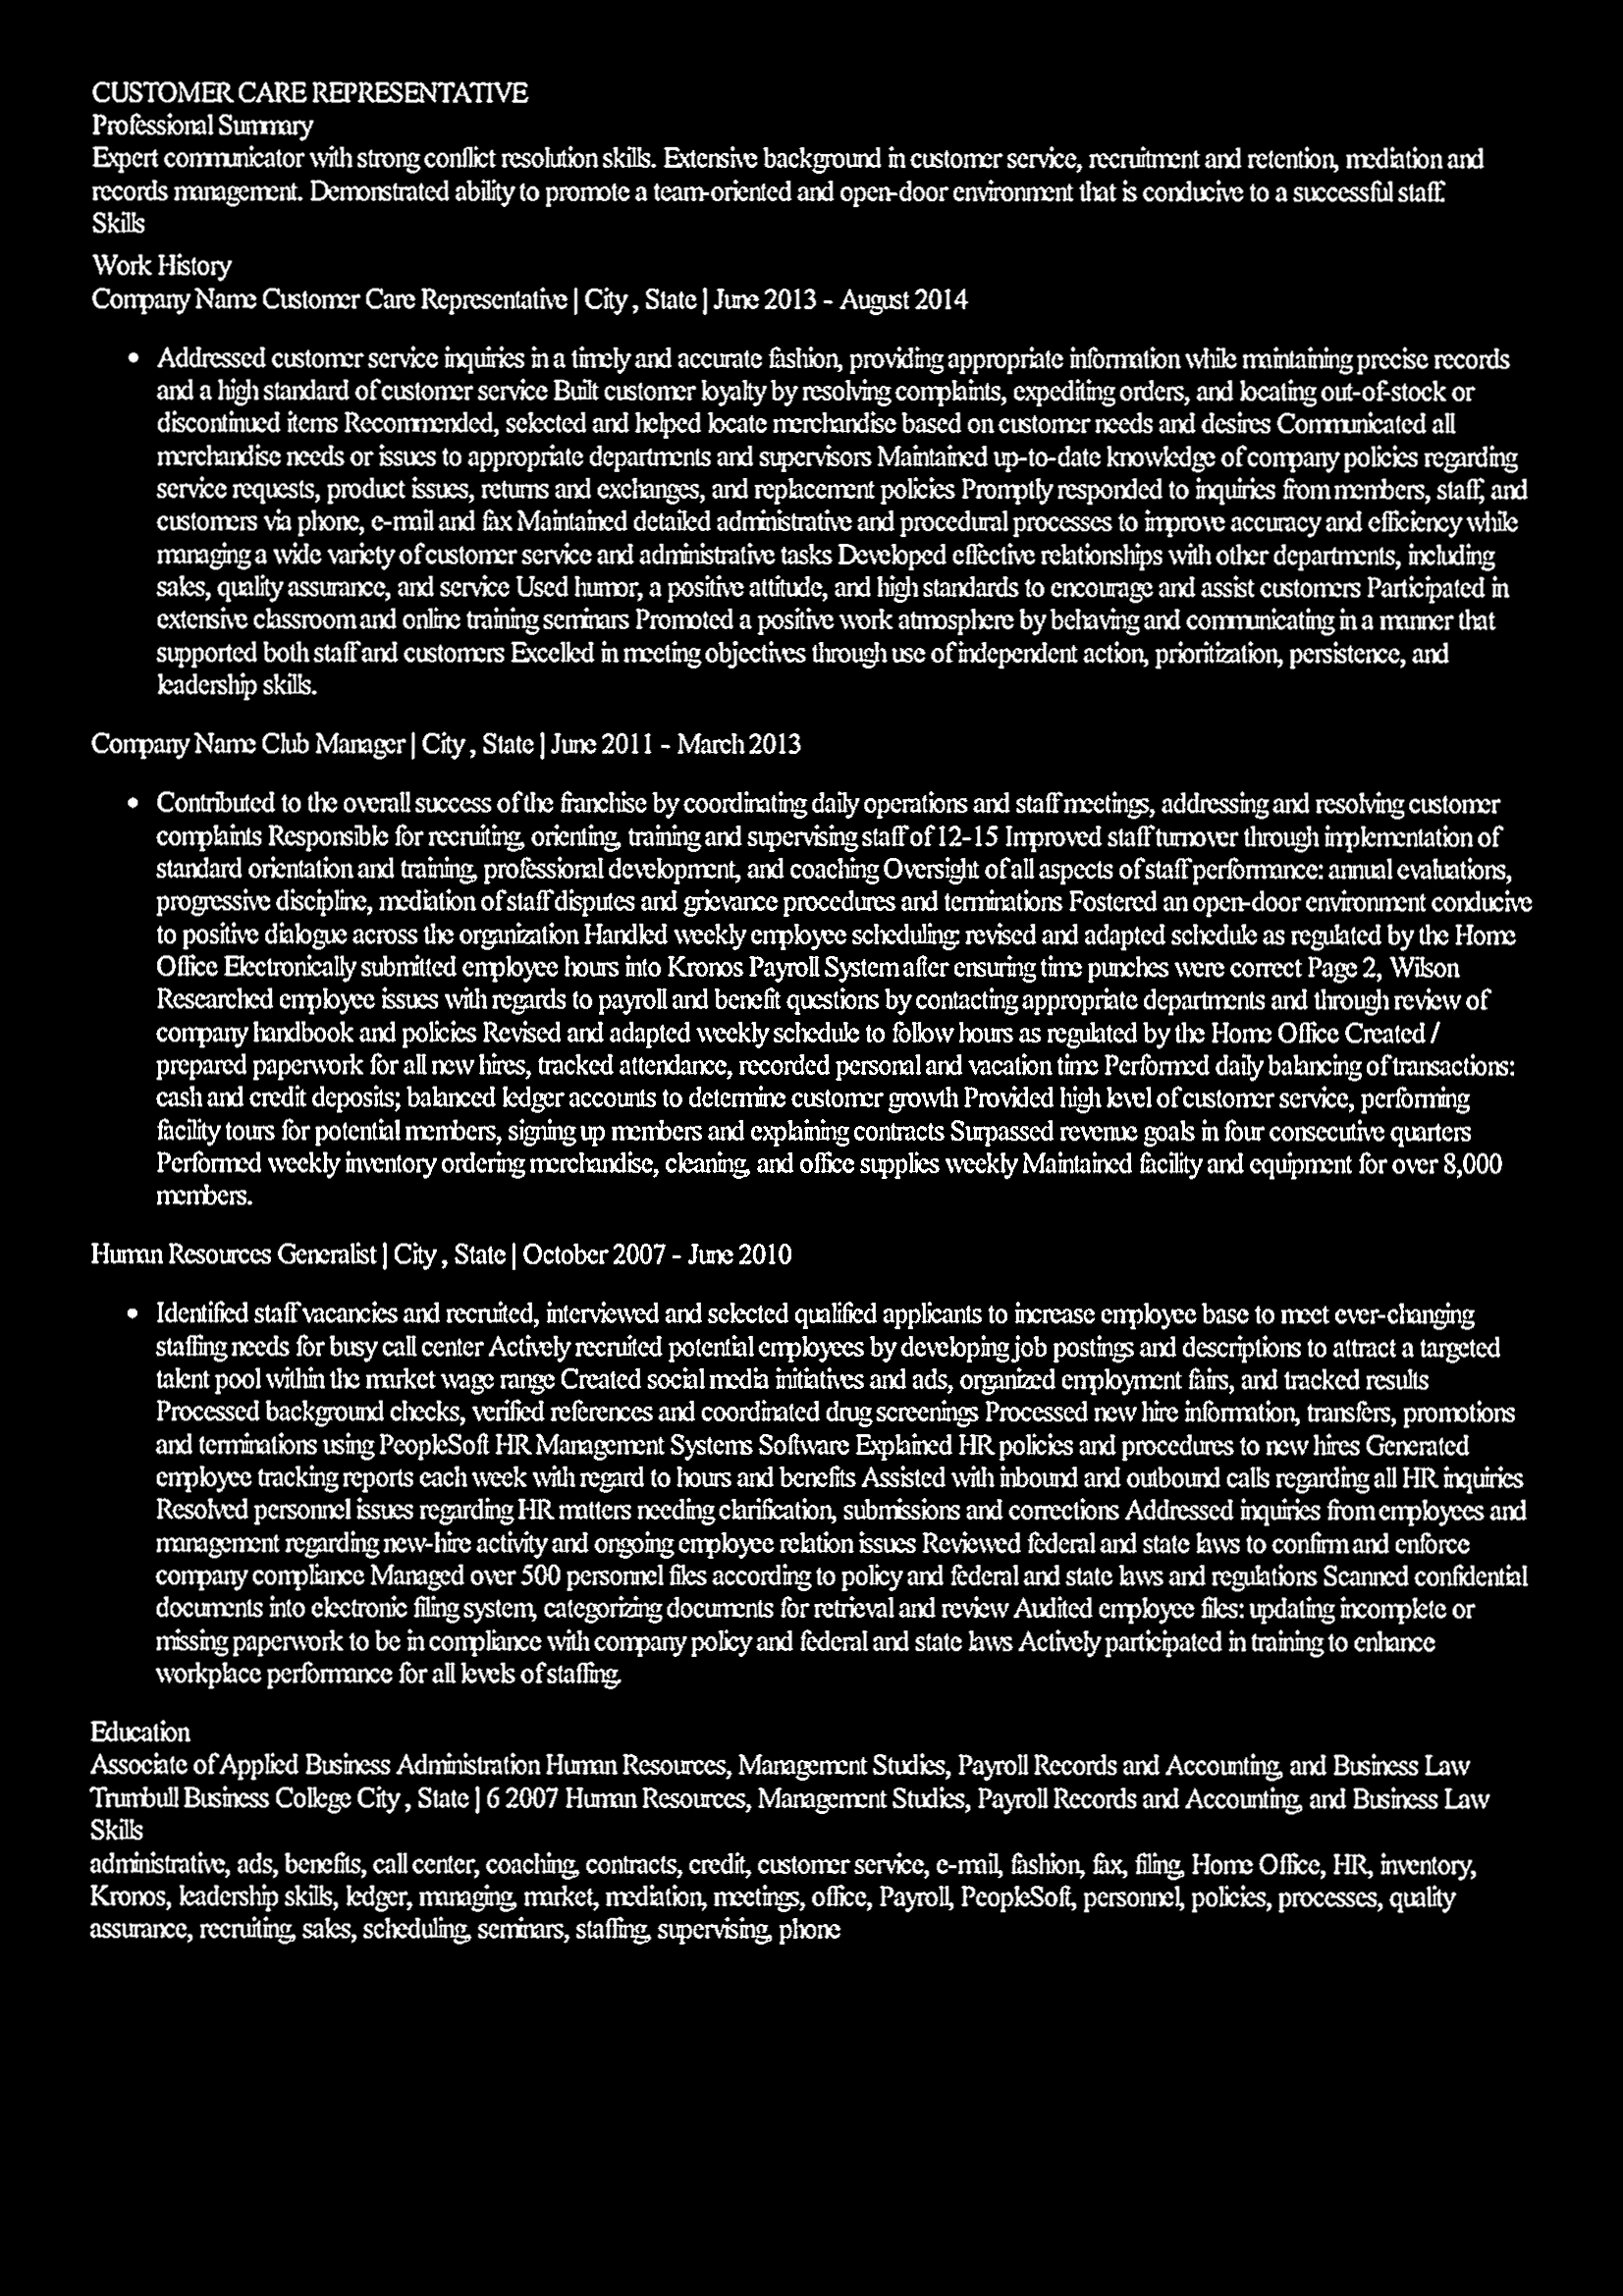 CUSTOMER CARE REPRESENTATIVE
Professional Summary
Expert communicator with strong conflict resolution skills. Extensive background in customer service, recruitment and retention, mediation and
records management. Demonstrated ability to promote a team-oriented and open-door environment that is conducive to a successful staff.
Skills
Work History
Company Name Customer Care Representative | City , State | June 2013 - August 2014
• Addressed customer service inquiries in a timely and accurate fashion, providing appropriate information while maintaining precise records
and a high standard of customer service Built customer loyalty by resolving complaints, expediting orders, and locating out-of-stock or
discontinued items Recommended, selected and helped locate merchandise based on customer needs and desires Communicated all
merchandise needs or issues to appropriate departments and supervisors Maintained up-to-date knowledge of company policies regarding
service requests, product issues, returns and exchanges, and replacement policies Promptly responded to inquiries from members, staff, and
customers via phone, e-mail and fax Maintained detailed administrative and procedural processes to improve accuracy and efficiency while
managing a wide variety of customer service and administrative tasks Developed effective relationships with other departments, including
sales, quality assurance, and service Used humor, a positive attitude, and high standards to encourage and assist customers Participated in
extensive classroom and online training seminars Promoted a positive work atmosphere by behaving and communicating in a manner that
supported both staff and customers Excelled in meeting objectives through use of independent action, prioritization, persistence, and
leadership skills.
Company Name Club Manager | City , State | June 2011 - March 2013
• Contributed to the overall success of the franchise by coordinating daily operations and staff meetings, addressing and resolving customer
complaints Responsible for recruiting, orienting, training and supervising staff of 12-15 Improved staff turnover through implementation of
standard orientation and training, professional development, and coaching Oversight of all aspects of staff performance: annual evaluations,
progressive discipline, mediation of staff disputes and grievance procedures and terminations Fostered an open-door environment conducive
to positive dialogue across the organization Handled weekly employee scheduling: revised and adapted schedule as regulated by the Home
Office Electronically submitted employee hours into Kronos Payroll System after ensuring time punches were correct Page 2, Wilson
Researched employee issues with regards to payroll and benefit questions by contacting appropriate departments and through review of
company handbook and policies Revised and adapted weekly schedule to follow hours as regulated by the Home Office Created /
prepared paperwork for all new hires, tracked attendance, recorded personal and vacation time Performed daily balancing of transactions:
cash and credit deposits; balanced ledger accounts to determine customer growth Provided high level of customer service, performing
facility tours for potential members, signing up members and explaining contracts Surpassed revenue goals in four consecutive quarters
Performed weekly inventory ordering merchandise, cleaning, and office supplies weekly Maintained facility and equipment for over 8,000
members.
Human Resources Generalist | City , State | October 2007 - June 2010
• Identified staff vacancies and recruited, interviewed and selected qualified applicants to increase employee base to meet ever-changing
staffing needs for busy call center Actively recruited potential employees by developing job postings and descriptions to attract a targeted
talent pool within the market wage range Created social media initiatives and ads, organized employment fairs, and tracked results
Processed background checks, verified references and coordinated drug screenings Processed new hire information, transfers, promotions
and terminations using PeopleSoft HR Management Systems Software Explained HR policies and procedures to new hires Generated
employee tracking reports each week with regard to hours and benefits Assisted with inbound and outbound calls regarding all HR inquiries
Resolved personnel issues regarding HR matters needing clarification, submissions and corrections Addressed inquiries from employees and
management regarding new-hire activity and ongoing employee relation issues Reviewed federal and state laws to confirm and enforce
company compliance Managed over 500 personnel files according to policy and federal and state laws and regulations Scanned confidential
documents into electronic filing system, categorizing documents for retrieval and review Audited employee files: updating incomplete or
missing paperwork to be in compliance with company policy and federal and state laws Actively participated in training to enhance
workplace performance for all levels of staffing.
Education
Associate of Applied Business Administration Human Resources, Management Studies, Payroll Records and Accounting, and Business Law
Trumbull Business College City , State | 6 2007 Human Resources, Management Studies, Payroll Records and Accounting, and Business Law
Skills
administrative, ads, benefits, call center, coaching, contracts, credit, customer service, e-mail, fashion, fax, filing, Home Office, HR, inventory,
Kronos, leadership skills, ledger, managing, market, mediation, meetings, office, Payroll, PeopleSoft, personnel, policies, processes, quality
assurance, recruiting, sales, scheduling, seminars, staffing, supervising, phone